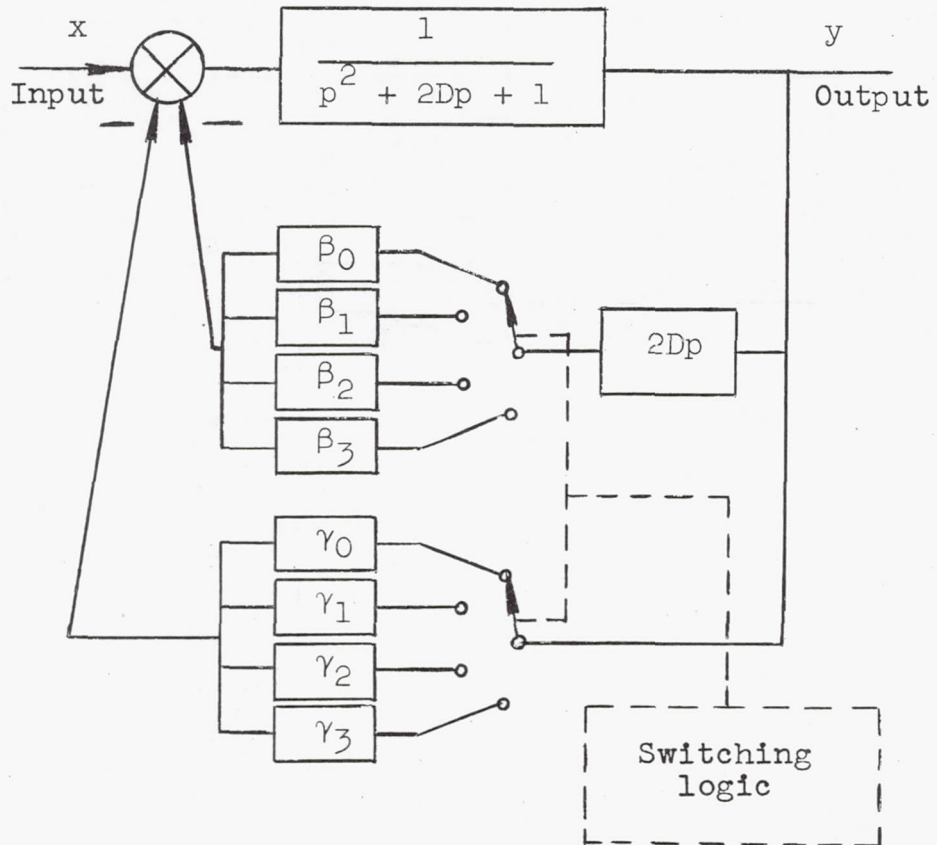 x
1
y
Input
p² + 2Dp + 1
Output
β₀
β₁
2Dp
β₂
β₃
γ₀
γ₁
γ₂
γ₃
Switching
logic